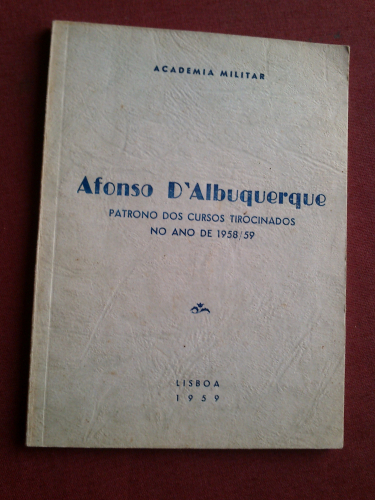 ACADEMIA MILITAR
Afonso D'Albuquerque
PATRONO DOS CURSOS TIROCINADOS
NO ANO DE 1958/59
LISBOA
1959